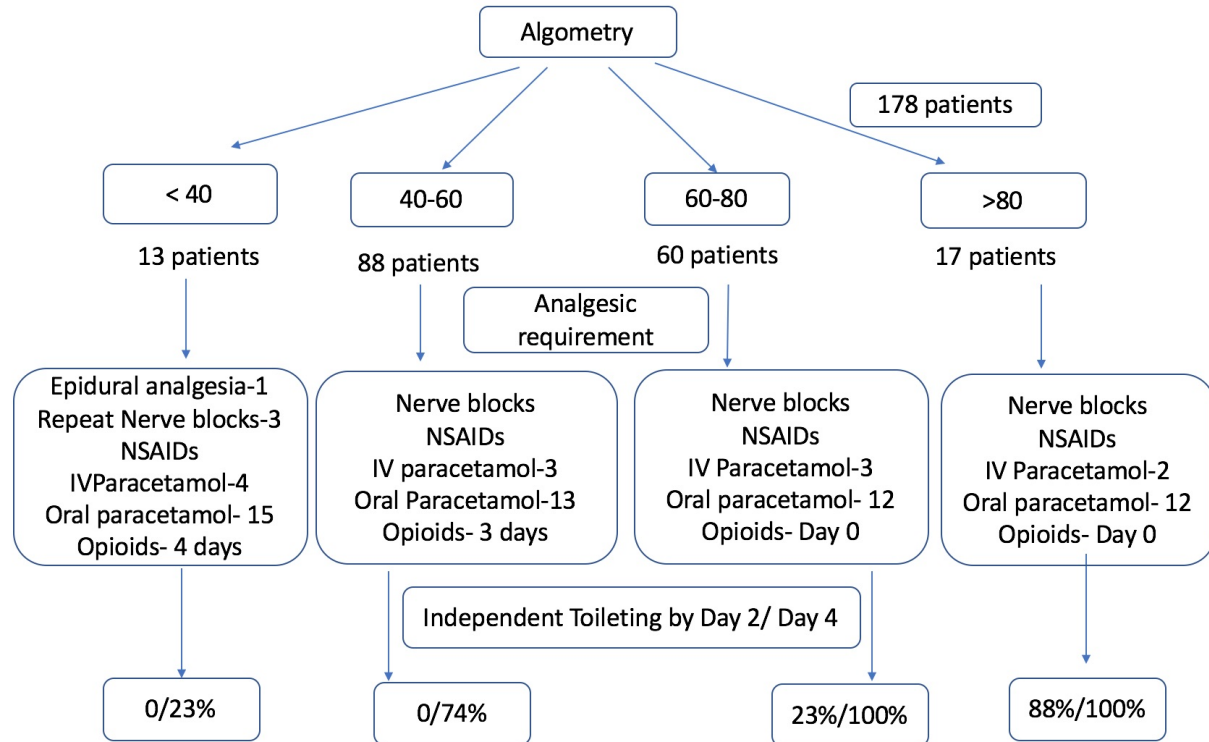 Algometry
178 patients
< 40
40-60
60-80
>80
13 patients
88 patients
60 patients
17 patients
Analgesic
requirement
Epidural analgesia-1
Repeat Nerve blocks-3
NSAIDs
IVParacetamol-4
Oral paracetamol- 15
Opioids- 4 days
Nerve blocks
NSAIDs
IV paracetamol-3
Oral Paracetamol-13
Opioids- 3 days
Nerve blocks
NSAIDs
IV Paracetamol-3
Oral paracetamol- 12
Opioids- Day 0
Nerve blocks
NSAIDs
IV Paracetamol-2
Oral paracetamol- 12
Opioids- Day 0
Independent Toileting by Day 2/ Day 4
0/23%
0/74%
23%/100%
88%/100%